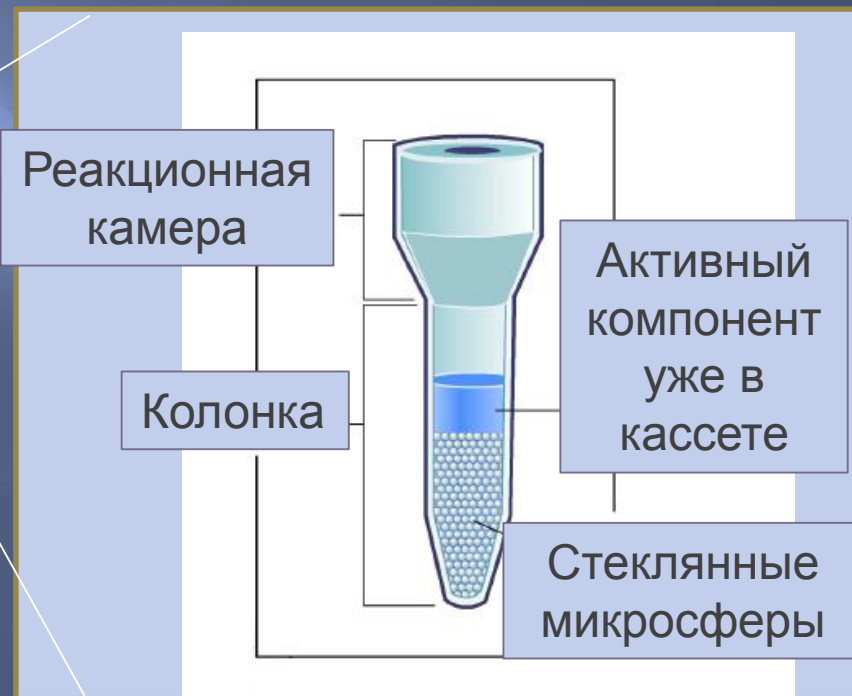 Реакционная
камера
Активный
компонент
уже в
кассете
Колонка
Стеклянные
микросферы